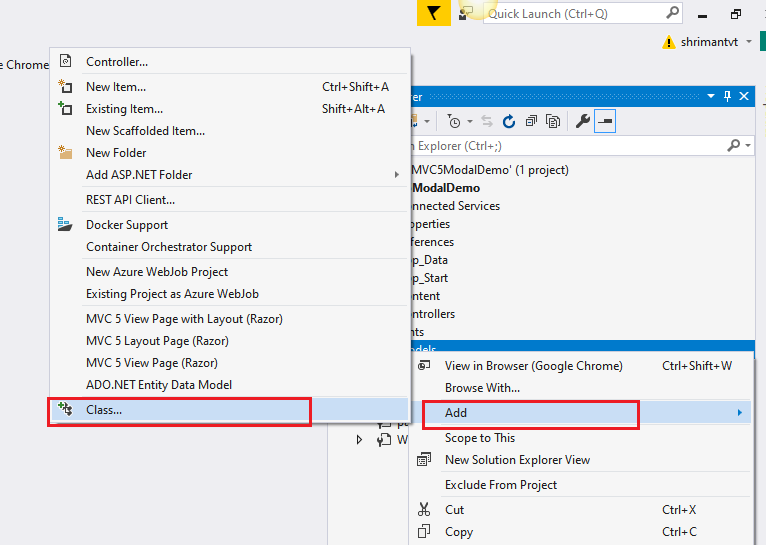 Quick Launch (Ctrl+Q)
shrimantvt
Chrome
Controller...
New Item... Ctrl+Shift+A
Existing Item... Shift+Alt+A
New Scaffolded Item...
New Folder
Add ASP.NET Folder
REST API Client...
Docker Support
Container Orchestrator Support
New Azure WebJob Project
Existing Project as Azure WebJob
MVC 5 View Page with Layout (Razor)
MVC 5 Layout Page (Razor)
MVC 5 View Page (Razor)
ADO.NET Entity Data Model
Class...
rer
n Explorer (Ctrl+;)
MVC5ModalDemo' (1 project)
ModalDemo
nnected Services
operties
ferences
p_Data
p_Start
ntent
ntrollers
nts
dels
View in Browser (Google Chrome) Ctrl+Shift+W
Browse With...
Add
Scope to This
New Solution Explorer View
Exclude From Project
Cut Ctrl+X
Copy Ctrl+C
W